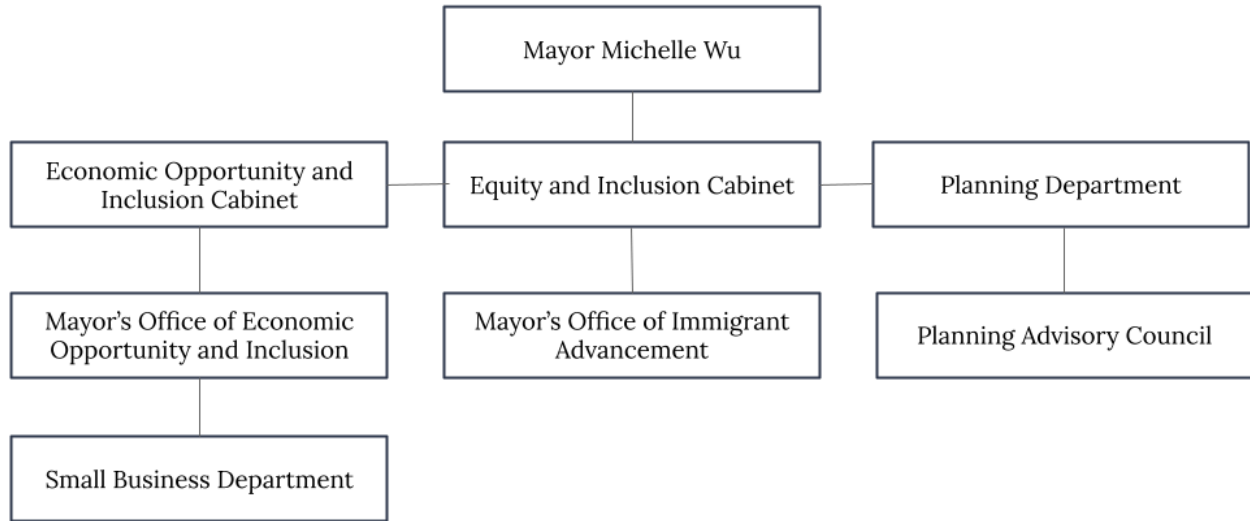 Mayor Michelle Wu
Economic Opportunity and
Inclusion Cabinet
Equity and Inclusion Cabinet
Planning Department
Mayor’s Office of Economic
Opportunity and Inclusion
Mayor’s Office of Immigrant
Advancement
Planning Advisory Council
Small Business Department